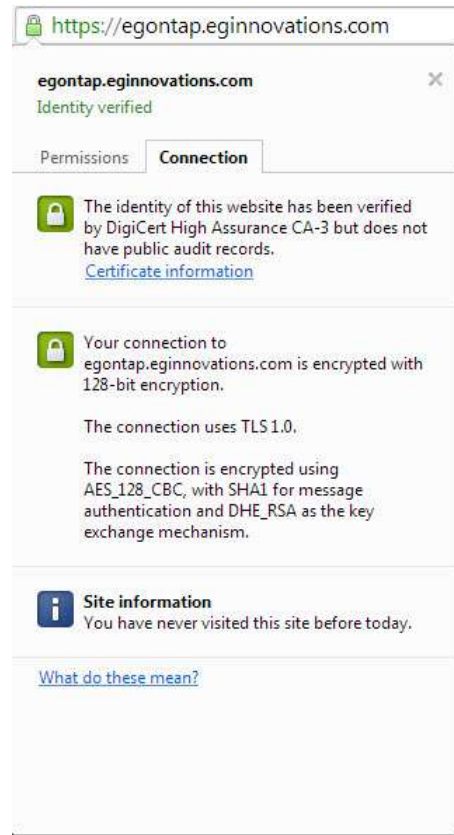 https://egontap.eginnovations.com
egontap.eginnovations.com
Identity verified
Permissions Connection
The identity of this website has been verified
by DigiCert High Assurance CA-3 but does not
have public audit records.
Certificate information
Your connection to
egontap.eginnovations.com is encrypted with
128-bit encryption.
The connection uses TLS 1.0.
The connection is encrypted using
AES_128_CBC, with SHA1 for message
authentication and DHE_RSA as the key
exchange mechanism.
Site information
You have never visited this site before today.
What do these mean?